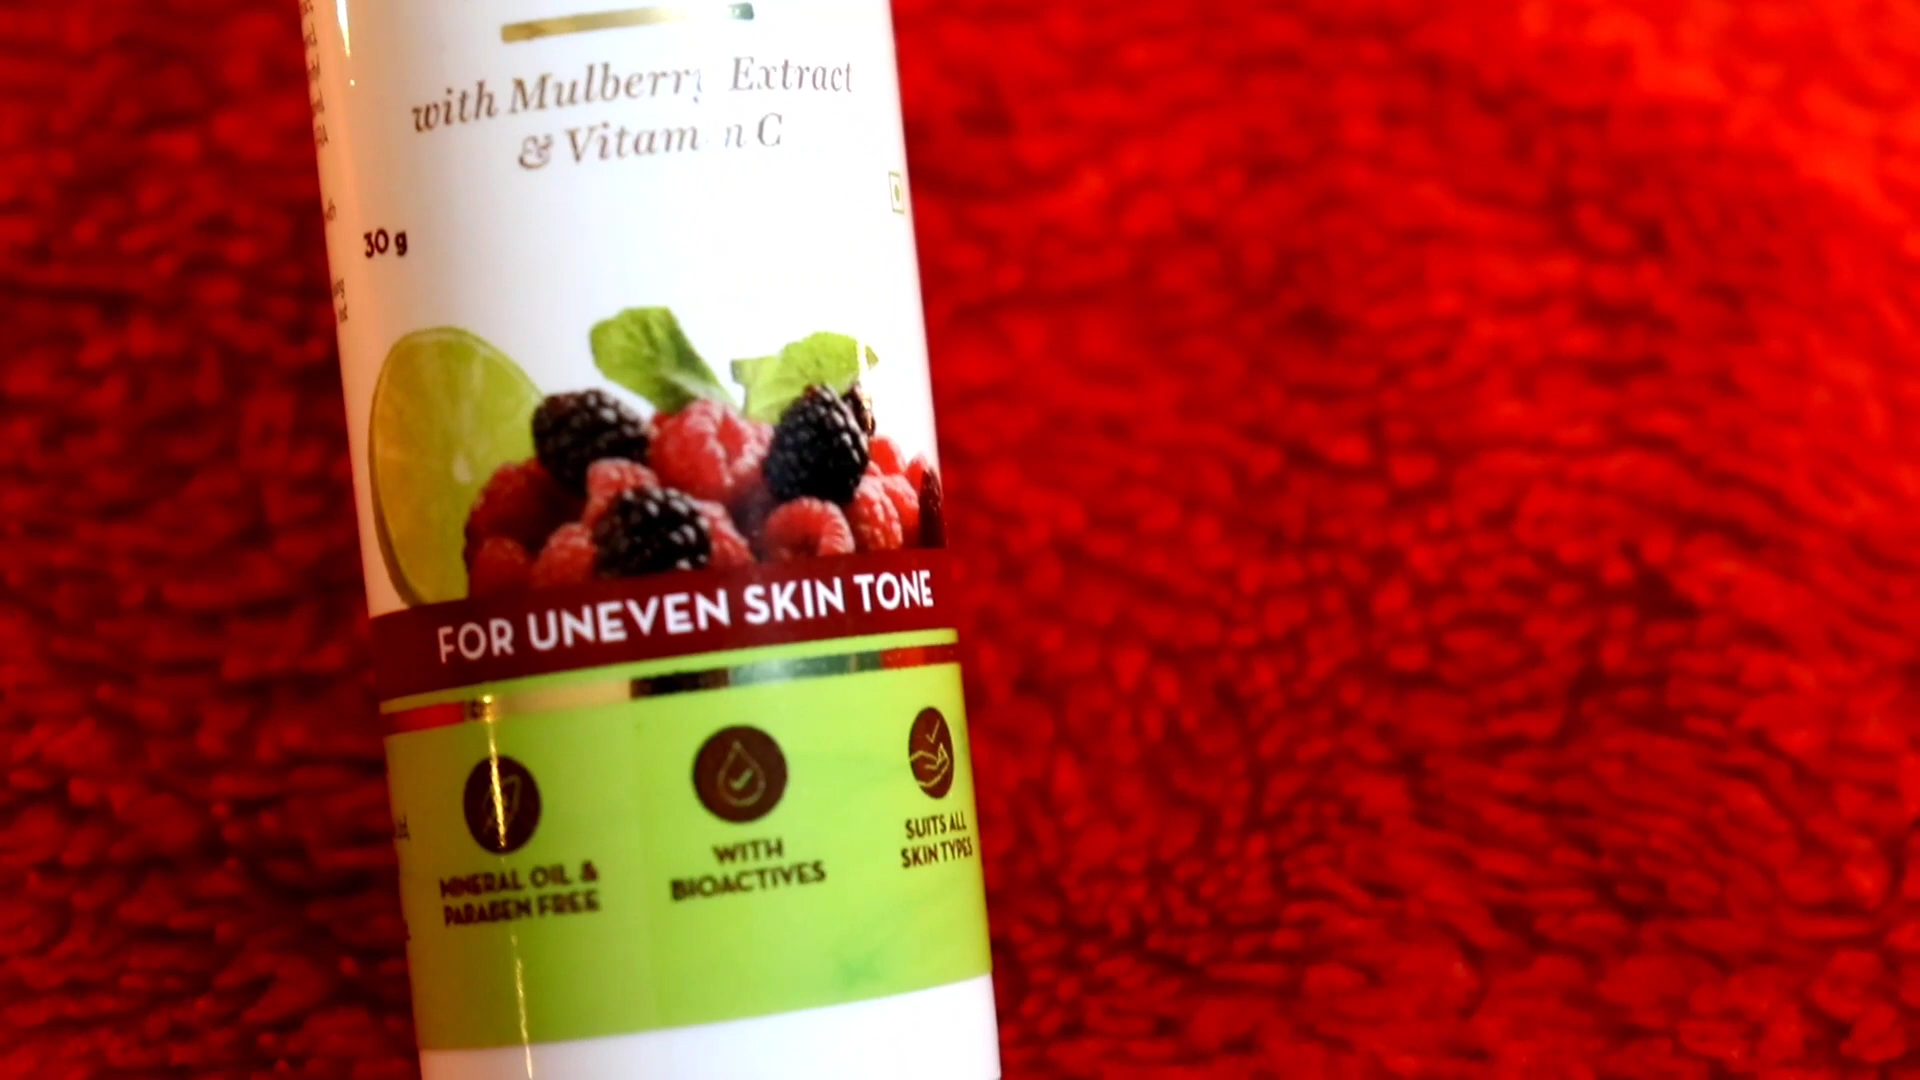 with Mulberry Extract
& Vitamin C
30 g
FOR UNEVEN SKIN TONE
MINERAL OIL &
PARABEN FREE
WITH
BIOACTIVES
SUITS ALL
SKIN TYPES